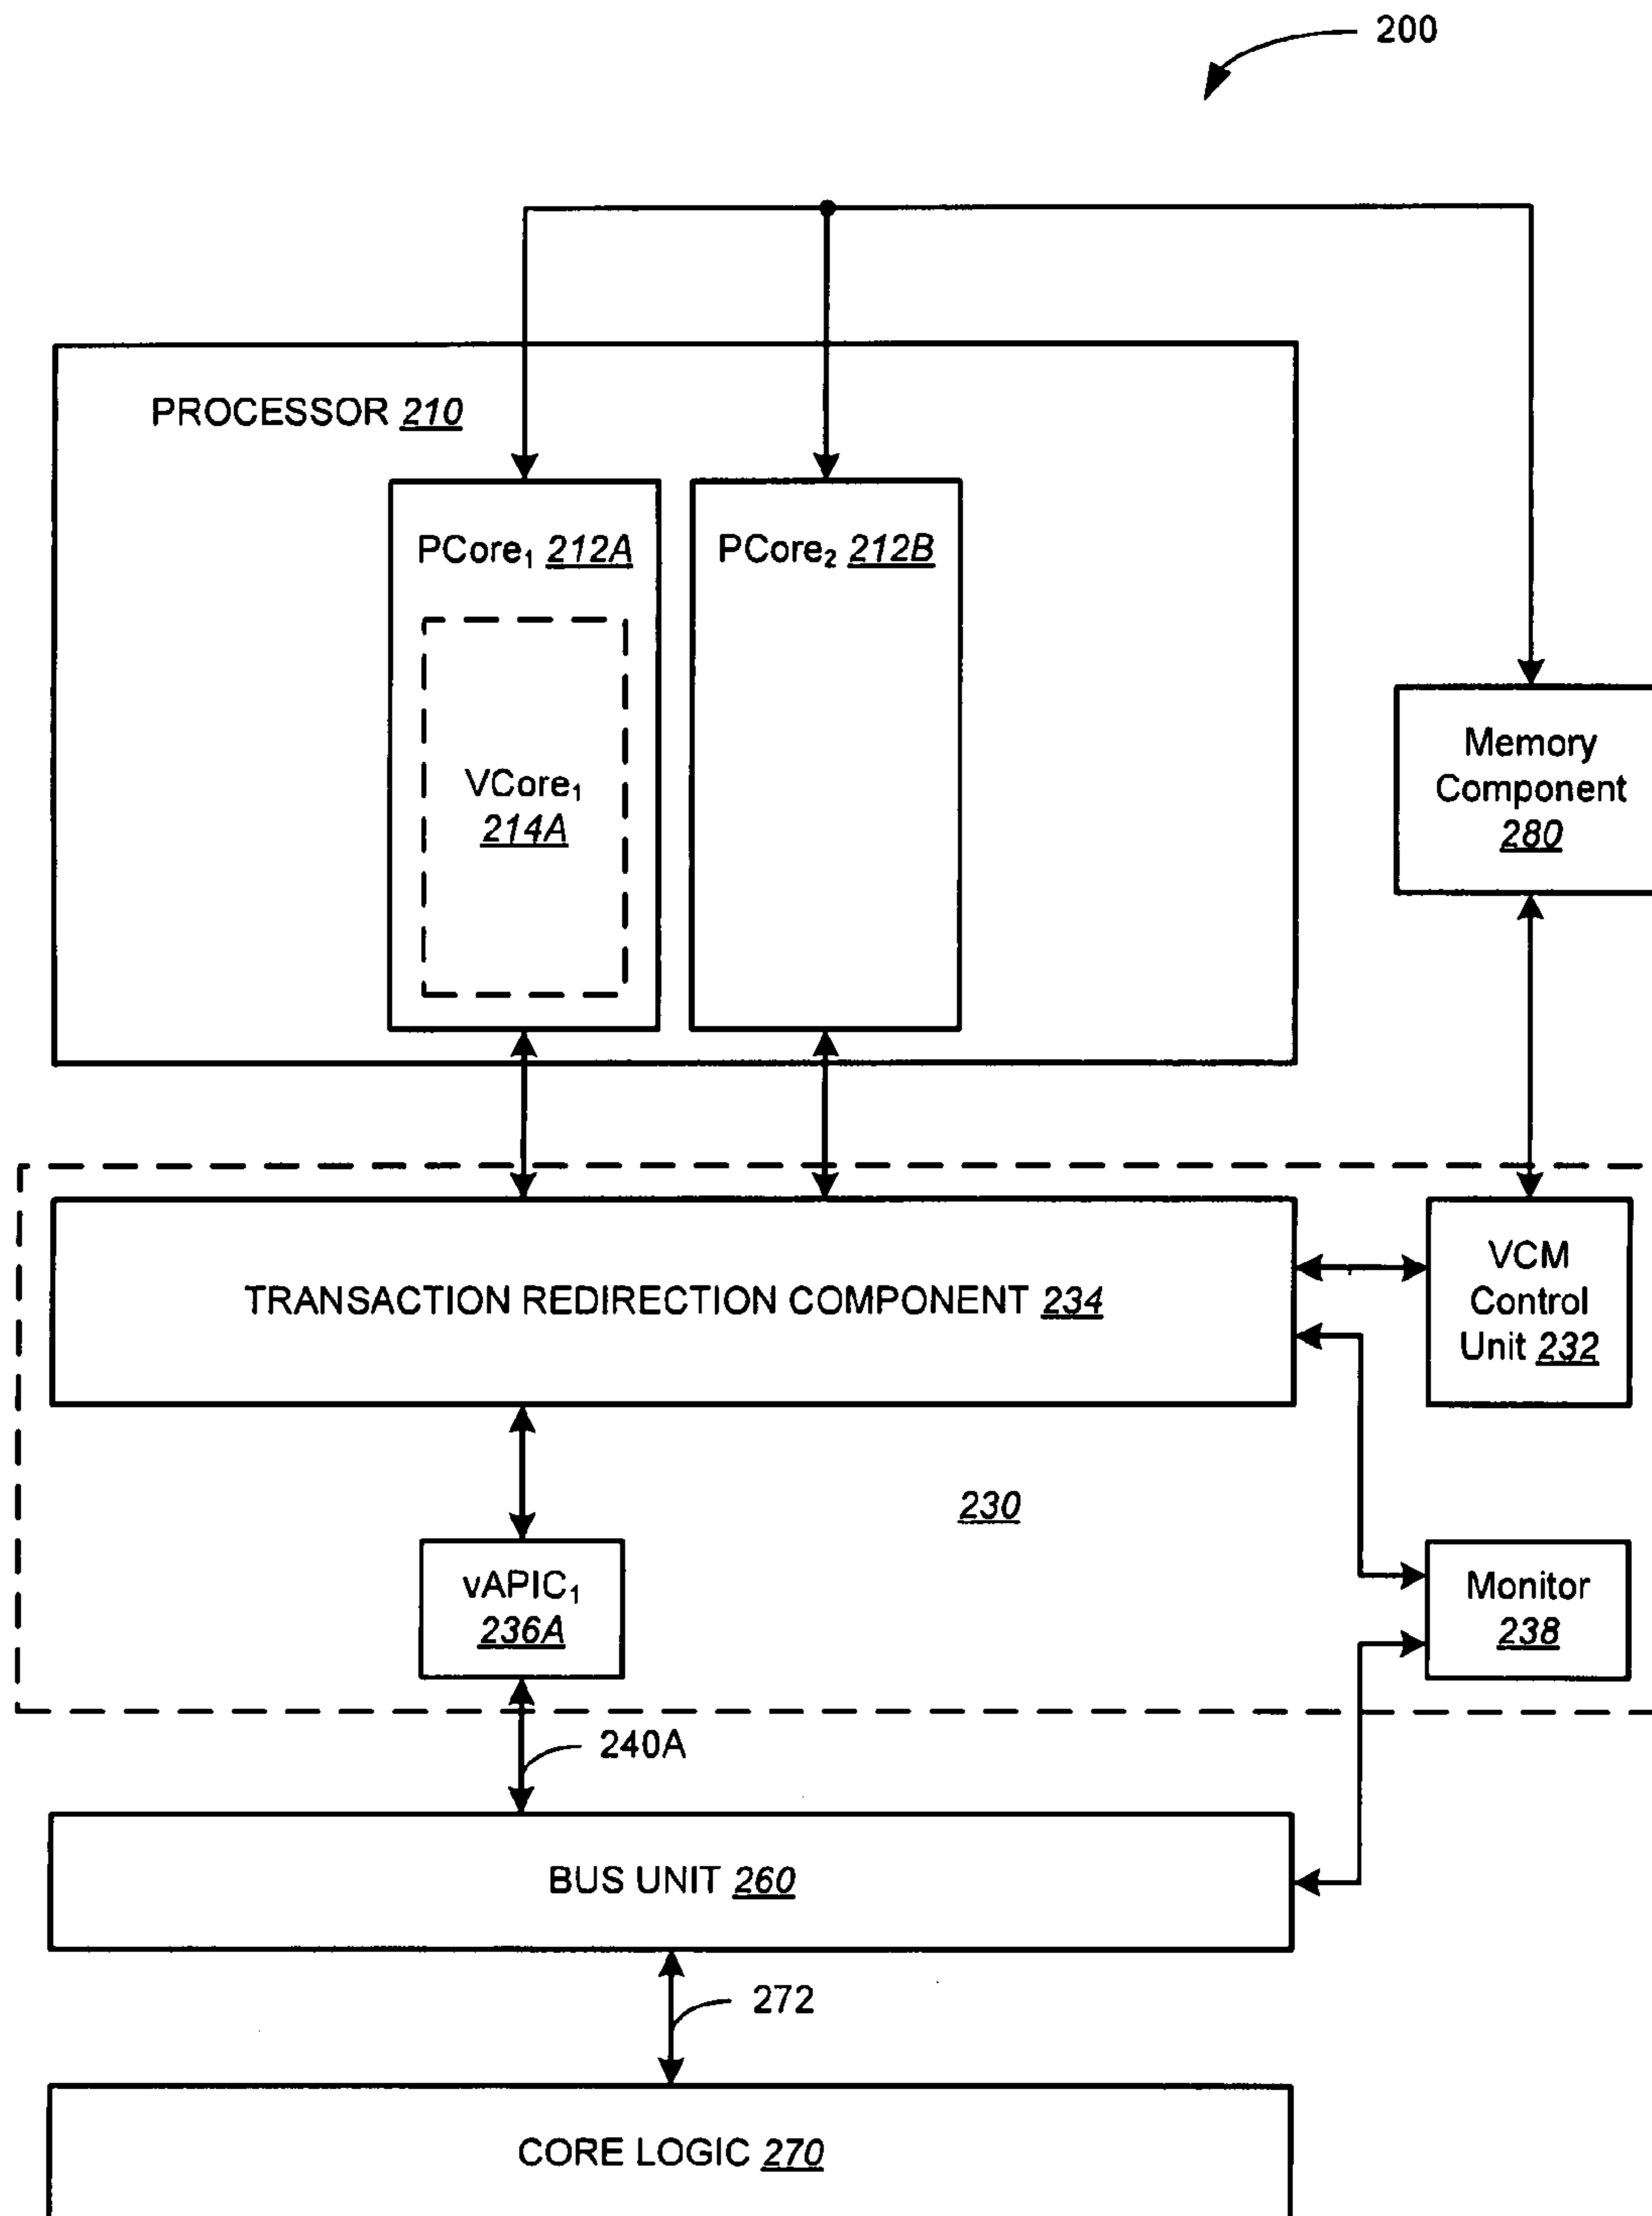 200
PROCESSOR 210
PCore₁ 212A
PCore₂ 212B
VCore₁
214A
Memory
Component
280
TRANSACTION REDIRECTION COMPONENT 234
VCM
Control
Unit 232
230
vAPIC₁
236A
Monitor
238
240A
BUS UNIT 260
272
CORE LOGIC 270